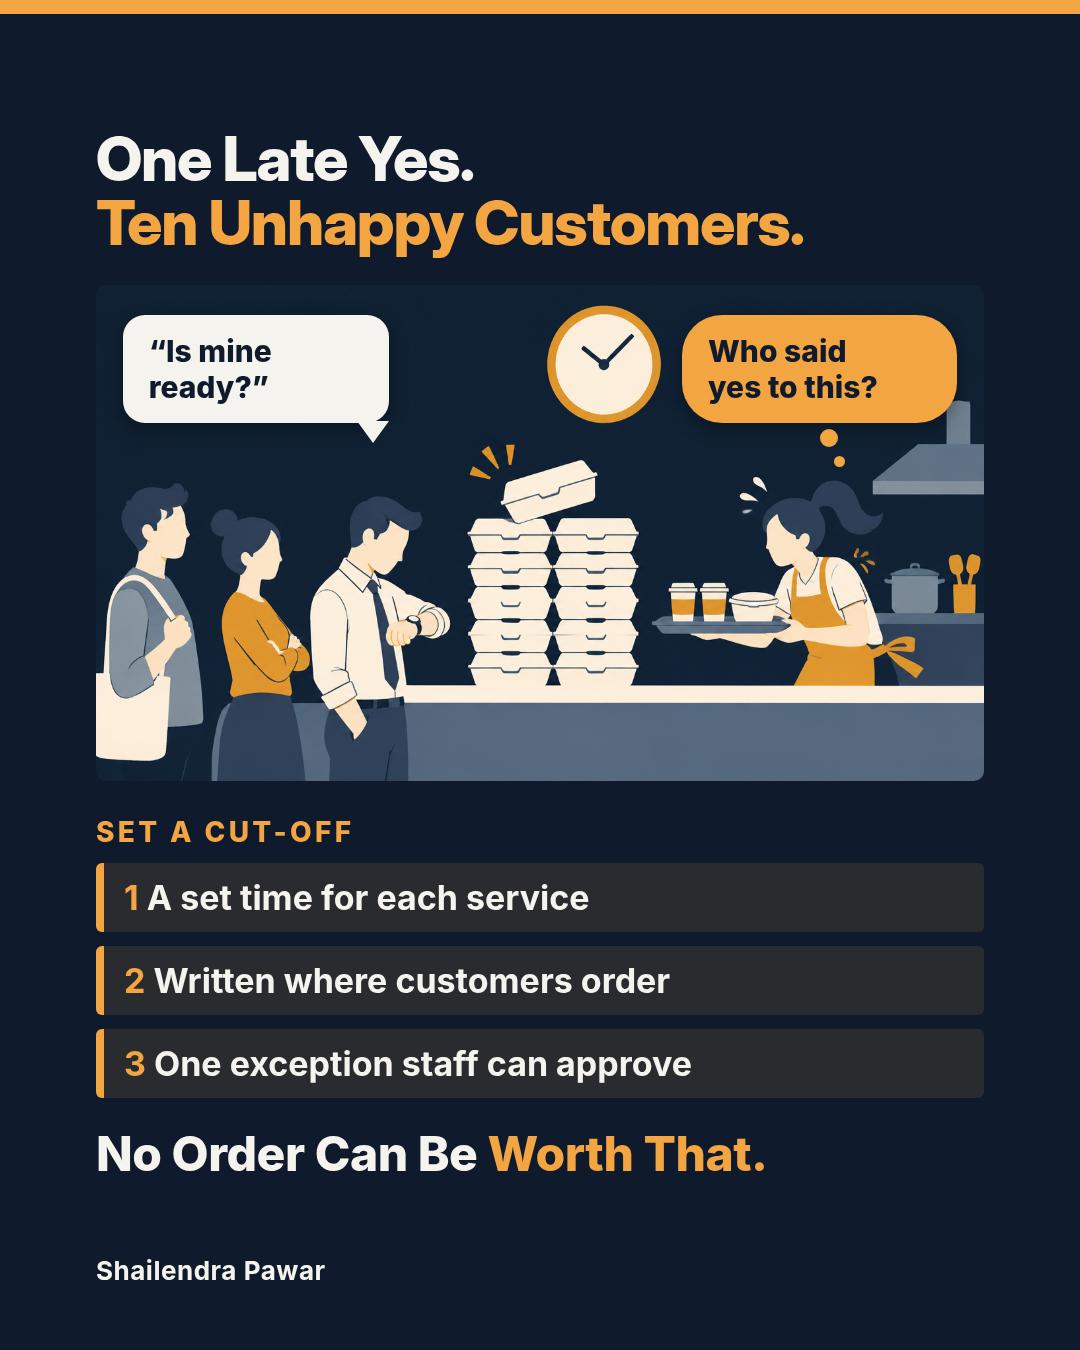 One Late Yes.
Ten Unhappy Customers.
“Is mine
ready?”
Who said
yes to this?
SET A CUT-OFF
1 A set time for each service
2 Written where customers order
3 One exception staff can approve
No Order Can Be Worth That.
Shailendra Pawar